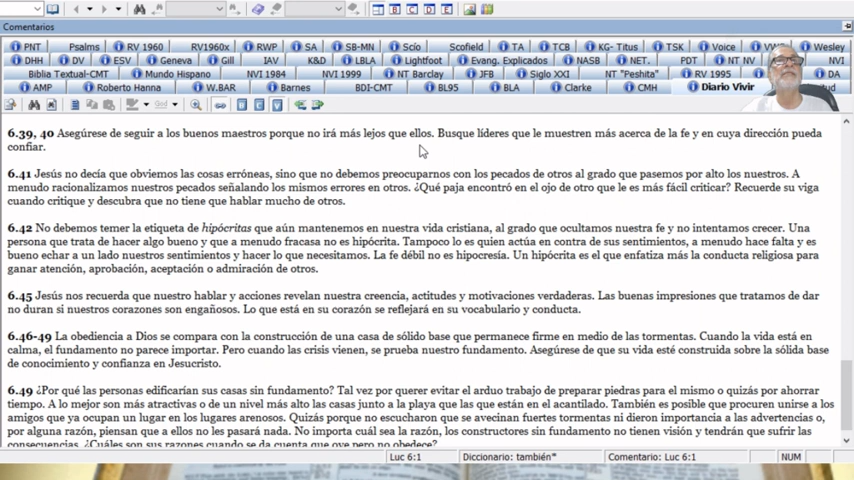 Comentarios
PNT Psalms RV 1960 RV1960x RWP SA SB-MN Scío Scofield TA TCB KG- Titus TSK Voice Wesley
DHH DV ESV Geneva Gill IAV K&D LBLA Lightfoot Evang. Explicados NASB NET. PDT NT NV NVI
Biblia Textual-CMT Mundo Hispano NVI 1984 NVI 1999 NT Barclay JFB Siglo XXI NT "Peshita" RV 1995 DA
AMP Roberto Hanna W.BAR Barnes BDI-CMT BL95 BLA Clarke CMH Diario Vivir
6.39, 40 Asegúrese de seguir a los buenos maestros porque no irá más lejos que ellos. Busque líderes que le muestren más acerca de la fe y en cuya dirección pueda
confiar.
6.41 Jesús no decía que obviemos las cosas erróneas, sino que no debemos preocuparnos con los pecados de otros al grado que pasemos por alto los nuestros. A
menudo racionalizamos nuestros pecados señalando los mismos errores en otros. ¿Qué paja encontró en el ojo de otro que le es más fácil criticar? Recuerde su viga
cuando critique y descubra que no tiene que hablar mucho de otros.
6.42 No debemos temer la etiqueta de hipócritas que aún mantenemos en nuestra vida cristiana, al grado que ocultamos nuestra fe y no intentamos crecer. Una
persona que trata de hacer algo bueno y que a menudo fracasa no es hipócrita. Tampoco lo es quien actúa en contra de sus sentimientos, a menudo hace falta y es
bueno echar a un lado nuestros sentimientos y hacer lo que necesitamos. La fe débil no es hipocresía. Un hipócrita es el que enfatiza más la conducta religiosa para
ganar atención, aprobación, aceptación o admiración de otros.
6.45 Jesús nos recuerda que nuestro hablar y acciones revelan nuestra creencia, actitudes y motivaciones verdaderas. Las buenas impresiones que tratamos de dar
no duran si nuestros corazones son engañosos. Lo que está en su corazón se reflejará en su vocabulario y conducta.
6.46-49 La obediencia a Dios se compara con la construcción de una casa de sólido base que permanece firme en medio de las tormentas. Cuando la vida está en
calma, el fundamento no parece importar. Pero cuando las crisis vienen, se prueba nuestro fundamento. Asegúrese de que su vida esté construida sobre la sólida base
de conocimiento y confianza en Jesucristo.
6.49 ¿Por qué las personas edificarían sus casas sin fundamento? Tal vez por querer evitar el arduo trabajo de preparar piedras para el mismo o quizás por ahorrar
tiempo. A lo mejor son más atractivas o de un nivel más alto las casas junto a la playa que las que están en el acantilado. También es posible que procuren unirse a los
amigos que ya ocupan un lugar en los lugares arenosos. Quizás porque no escucharon que se avecinan fuertes tormentas ni dieron importancia a las advertencias o,
por alguna razón, piensan que a ellos no les pasará nada. No importa cuál sea la razón, los constructores sin fundamento no tienen visión y tendrán que sufrir las
consecuencias. ¿Cuáles son sus razones cuando se da cuenta que oye pero no obedece?
Luc 6:1 Diccionario: también* Comentario: Luc 6:1 NUM